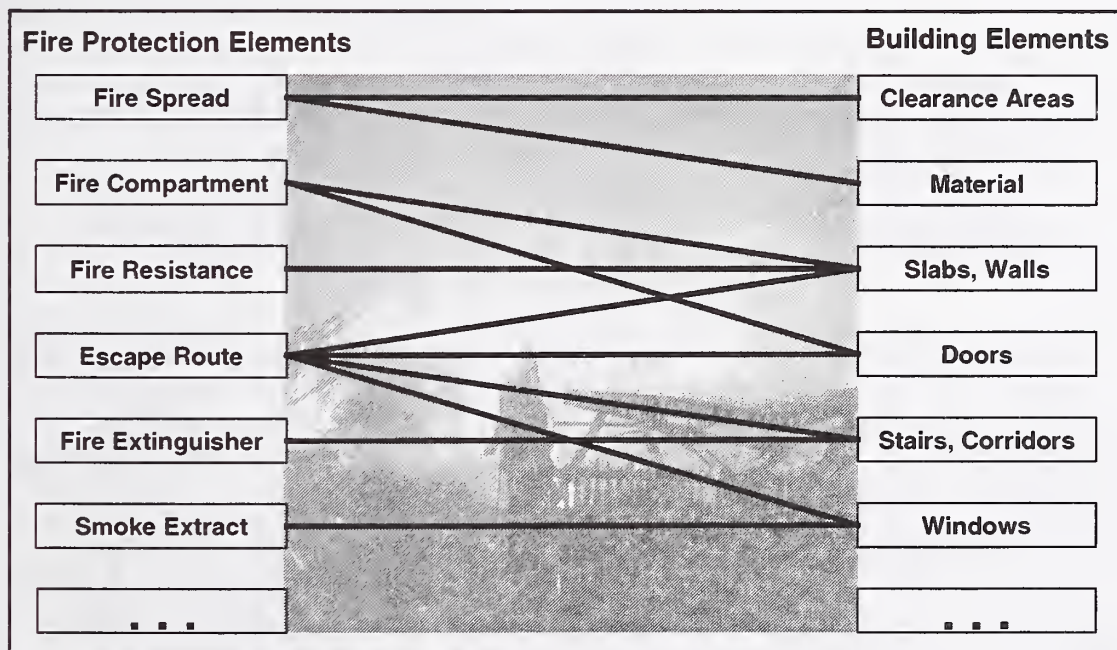 Fire Protection Elements
Building Elements
Fire Spread
Clearance Areas
Fire Compartment
Material
Fire Resistance
Slabs, Walls
Escape Route
Doors
Fire Extinguisher
Stairs, Corridors
Smoke Extract
Windows
. . .
. . .